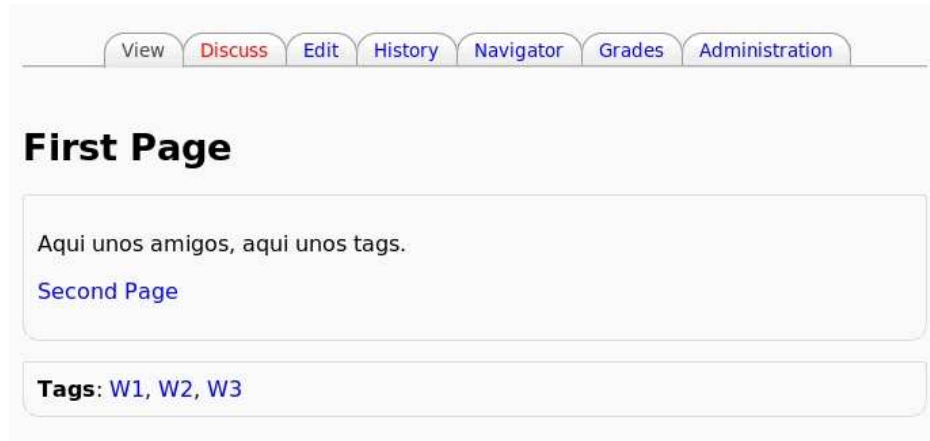 View Discuss Edit History Navigator Grades Administration
First Page
Aqui unos amigos, aqui unos tags.
Second Page
Tags: W1, W2, W3